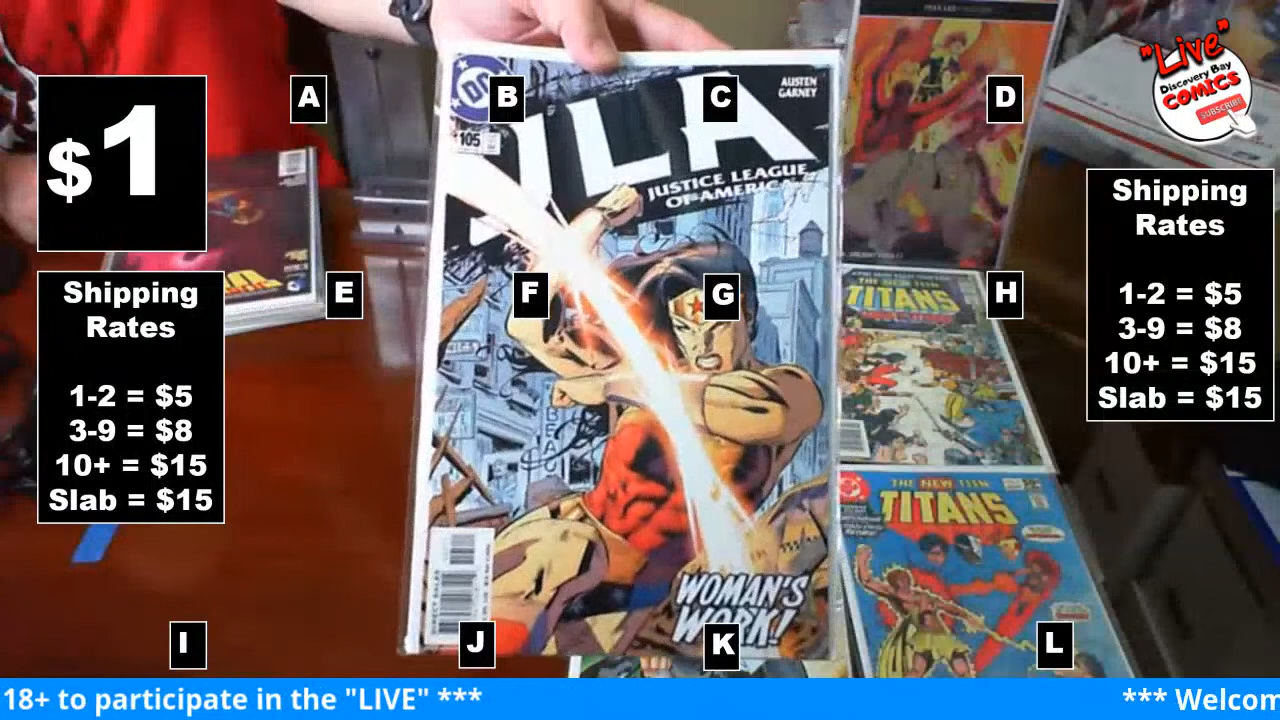 $1
A
B
C
D
E
F
G
H
I
J
K
L
Shipping
Rates
1-2 = $5
3-9 = $8
10+ = $15
Slab = $15
"Live"
Discovery Bay
COMICS
SUBSCRIBE
Shipping
Rates
1-2 = $5
3-9 = $8
10+ = $15
Slab = $15
DC
105
AUSTEN
GARNEY
JLA
JUSTICE LEAGUE
OF AMERICA
WOMAN'S
WORK!
DIRECT SALES
THE NEW TEEN
TITANS
THE NEW TEEN
TITANS
18+ to participate in the "LIVE" ***
*** Welcom